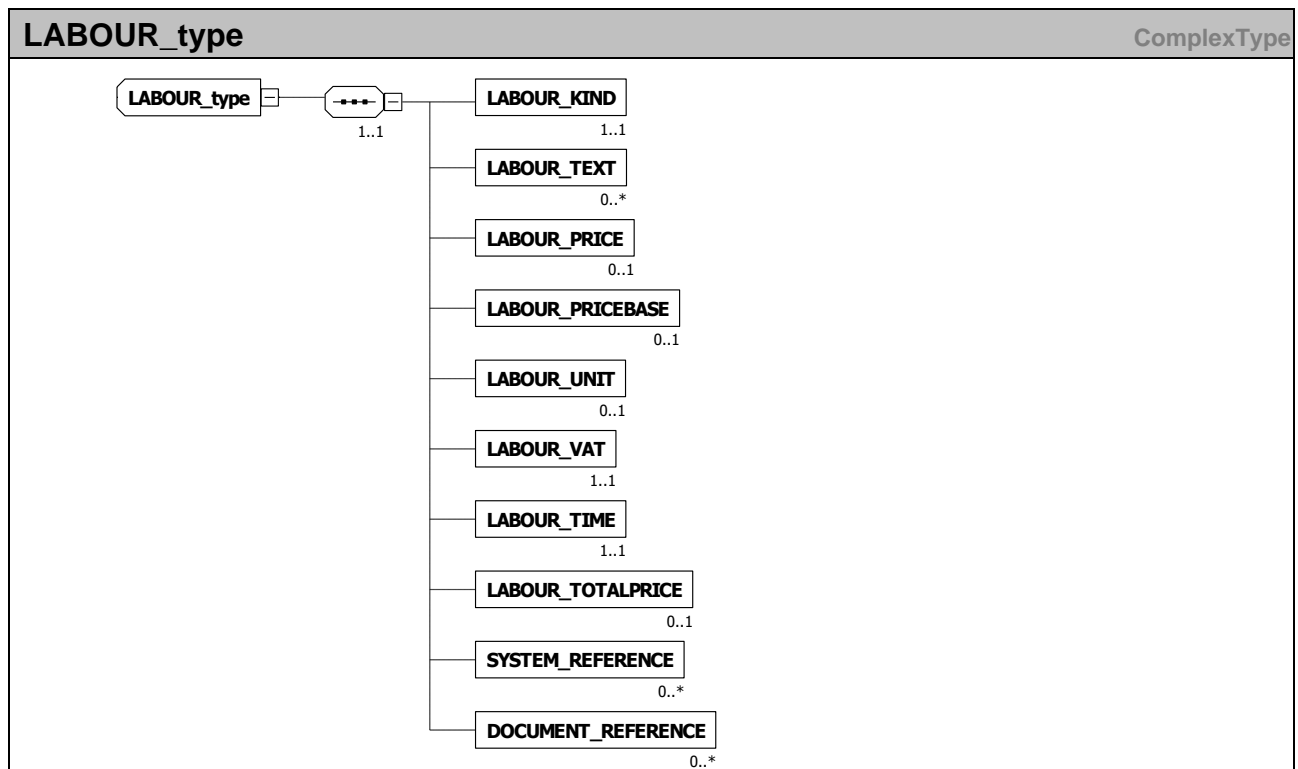 LABOUR_type ComplexType
LABOUR_type
1..1
LABOUR_KIND
1..1
LABOUR_TEXT
0..*
LABOUR_PRICE
0..1
LABOUR_PRICEBASE
0..1
LABOUR_UNIT
0..1
LABOUR_VAT
1..1
LABOUR_TIME
1..1
LABOUR_TOTALPRICE
0..1
SYSTEM_REFERENCE
0..*
DOCUMENT_REFERENCE
0..*